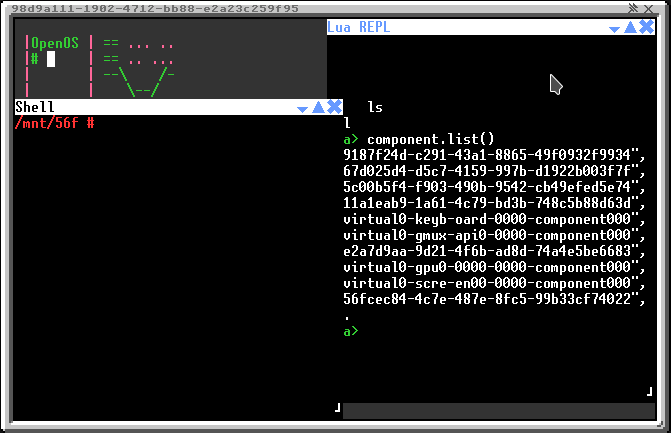 98d9a111-1902-4712-bb88-e2a23c259f95
|OpenOS | == ... ..
|# | == .. ...
| | --\ /-
| | \--/
Lua REPL
Shell
/mnt/56f #
ls
l
a> component.list()
9187f24d-c291-43a1-8865-49f0932f9934",
67d025d4-d5c7-4159-997b-d1922b003f7f",
5c00b5f4-f903-490b-9542-cb49efed5e74",
11a1eab9-1a61-4c79-bd3b-748c5b88d63d",
virtual0-keyb-oard-0000-component000",
virtual0-gmux-api0-0000-component000",
e2a7d9aa-9d21-4f6b-ad8d-74a4e5be6683",
virtual0-gpu0-0000-0000-component000",
virtual0-scre-en00-0000-component000",
56fcec84-4c7e-487e-8fc5-99b33cf74022",
.
a>